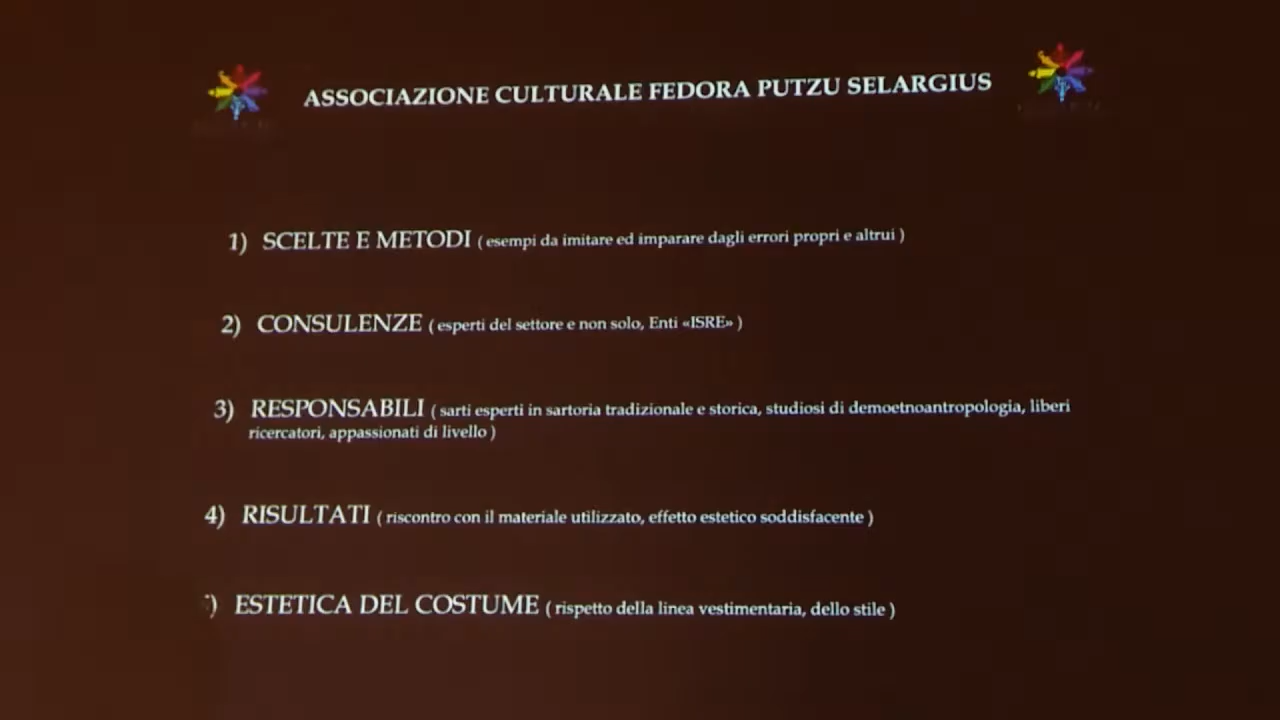 ASSOCIAZIONE CULTURALE FEDORA PUTZU SELARGIUS
1) SCELTE E METODI ( esempi da imitare ed imparare dagli errori propri e altrui )
2) CONSULENZE ( esperti del settore e non solo, Enti «ISRE» )
3) RESPONSABILI ( sarti esperti in sartoria tradizionale e storica, studiosi di demoetnoantropologia, liberi
ricercatori, appassionati di livello )
4) RISULTATI ( riscontro con il materiale utilizzato, effetto estetico soddisfacente )
) ESTETICA DEL COSTUME ( rispetto della linea vestimentaria, dello stile )